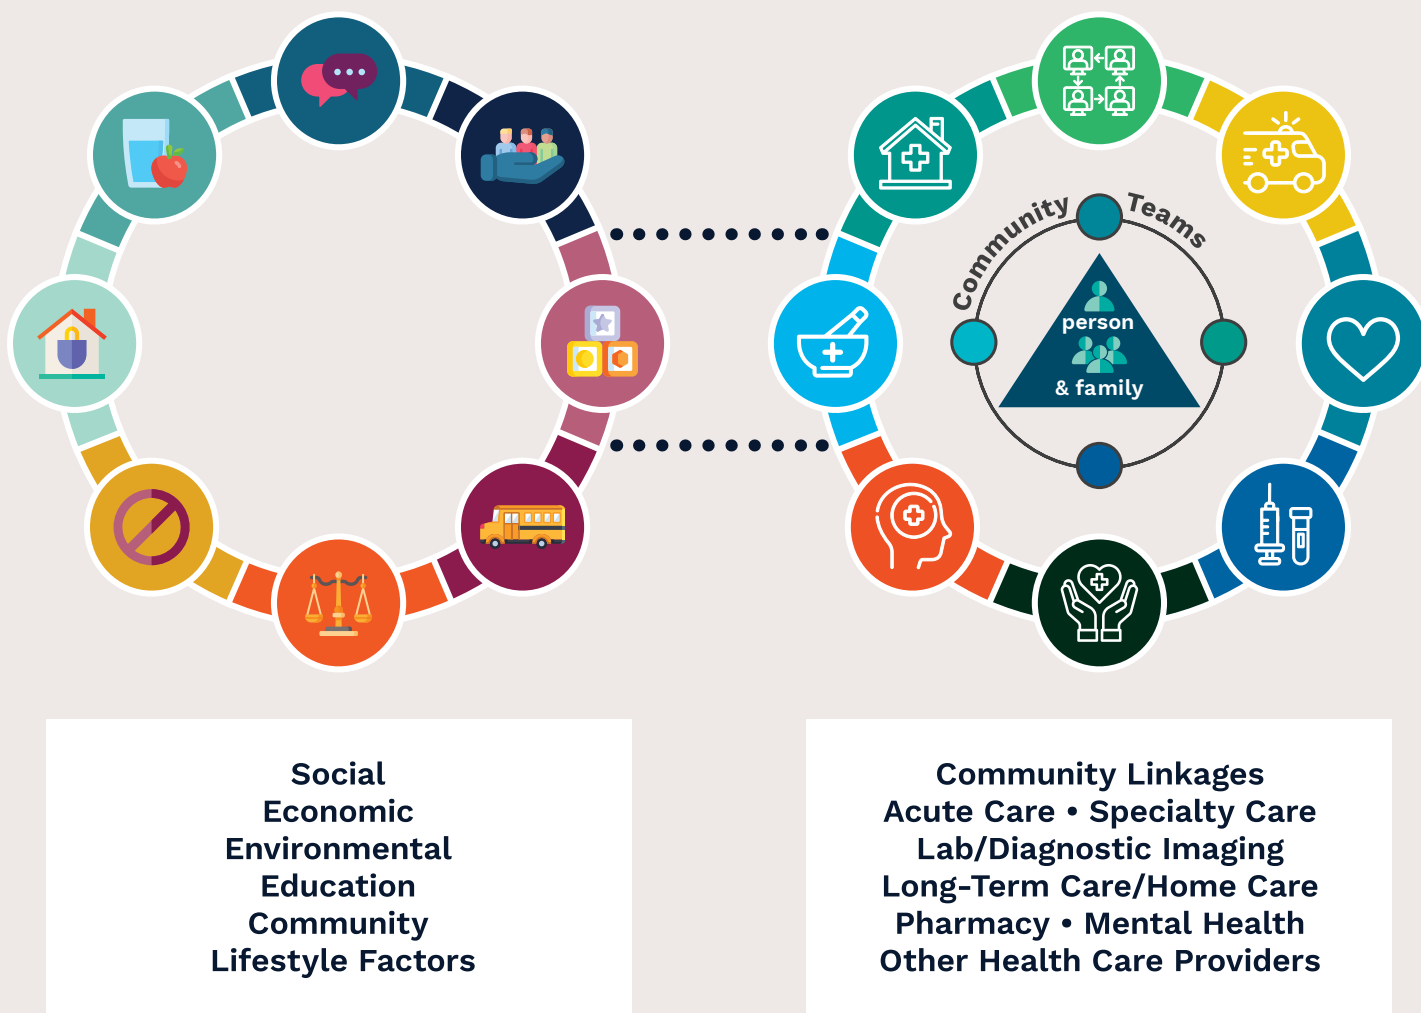 Community Teams
person
& family
Social
Economic
Environmental
Education
Community
Lifestyle Factors
Community Linkages
Acute Care • Specialty Care
Lab/Diagnostic Imaging
Long-Term Care/Home Care
Pharmacy • Mental Health
Other Health Care Providers